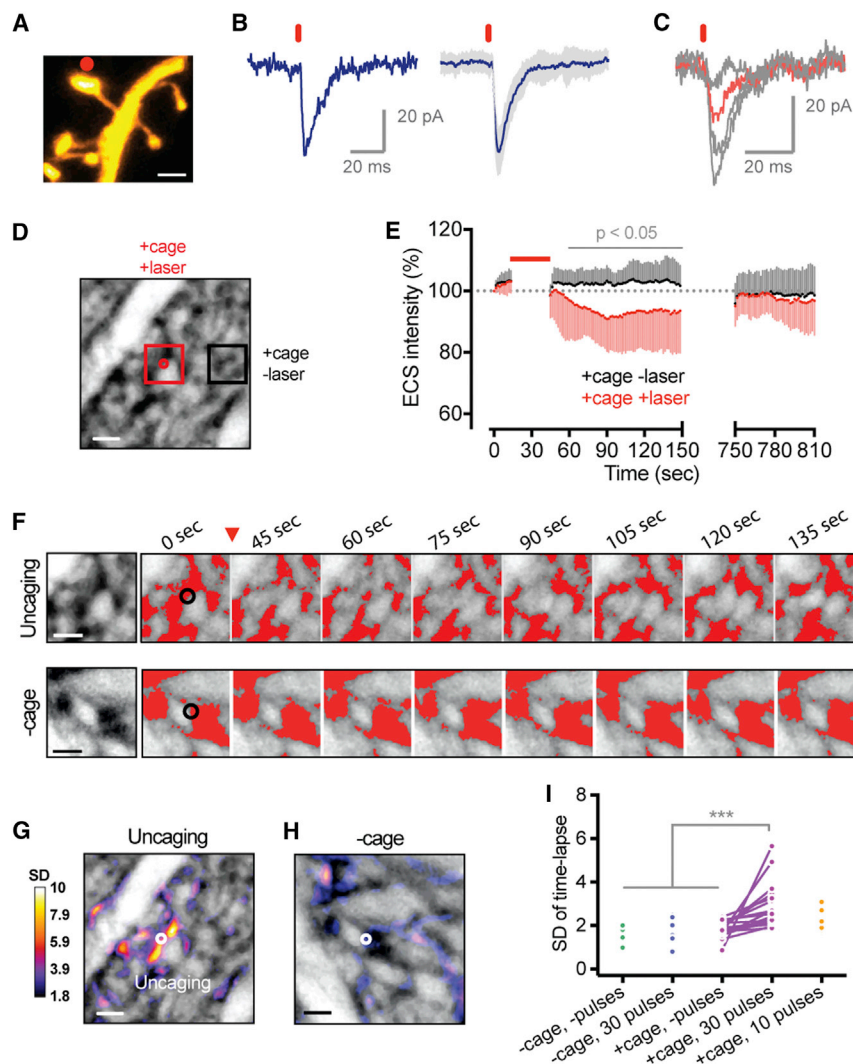 A
B
20 pA
20 ms
C
20 pA
20 ms
D
+cage
+laser
+cage
-laser
E
ECS intensity (%)
120
100
80
60
p < 0.05
+cage -laser
+cage +laser
0 30 60 90 120 150 750 780 810
Time (sec)
F
0 sec 45 sec 60 sec 75 sec 90 sec 105 sec 120 sec 135 sec
Uncaging
-cage
G
Uncaging
SD
10
7.9
5.9
3.9
1.8
Uncaging
H
-cage
I
SD of time-lapse
8
6
4
2
0
***
-cage, -pulses
-cage, 30 pulses
+cage, -pulses
+cage, 30 pulses
+cage, 10 pulses